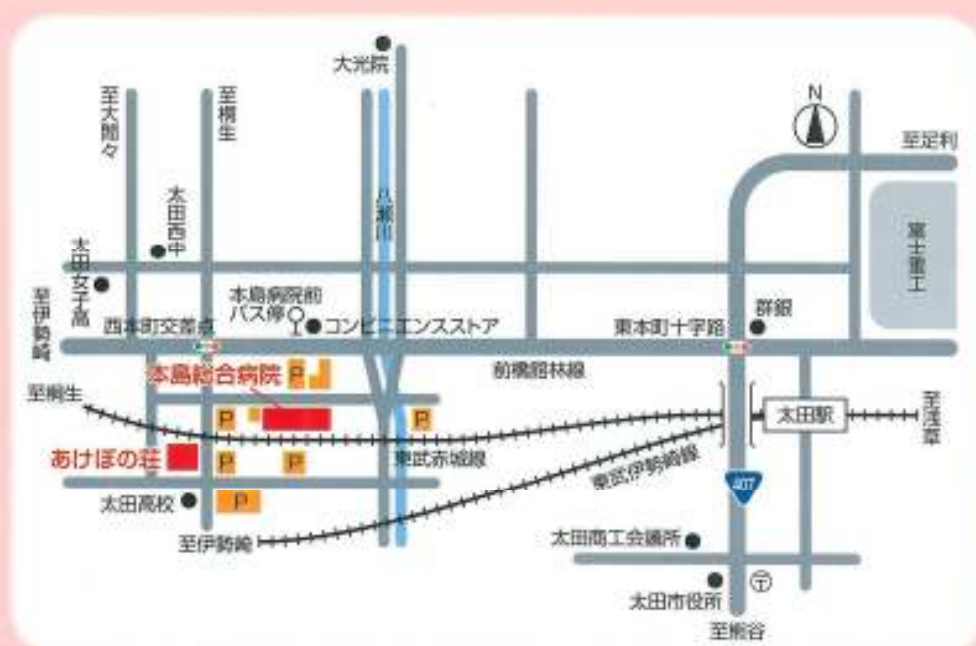 大光院
N
至大間々
至桐生
至足利
太田西中
八瀬川
富士重工
太田女子高
至伊勢崎
本島病院前
バス停
西本町交差点
コンビニエンスストア
東本町十字路
群銀
本島総合病院
P
前橋館林線
至桐生
P
P
太田駅
至浅草
あけぼの荘
P
P
東武赤城線
東武伊勢崎線
407
太田高校
P
至伊勢崎
太田商工会議所
太田市役所
〒
至熊谷